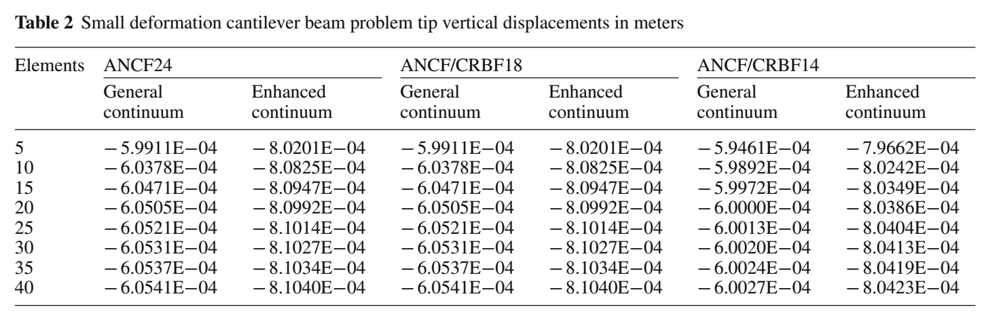 Table 2 Small deformation cantilever beam problem tip vertical displacements in meters
Elements ANCF24 ANCF/CRBF18 ANCF/CRBF14
General continuum Enhanced continuum General continuum Enhanced continuum General continuum Enhanced continuum
5 −5.9911E−04 −8.0201E−04 −5.9911E−04 −8.0201E−04 −5.9461E−04 −7.9662E−04
10 −6.0378E−04 −8.0825E−04 −6.0378E−04 −8.0825E−04 −5.9892E−04 −8.0242E−04
15 −6.0471E−04 −8.0947E−04 −6.0471E−04 −8.0947E−04 −5.9972E−04 −8.0349E−04
20 −6.0505E−04 −8.0992E−04 −6.0505E−04 −8.0992E−04 −6.0000E−04 −8.0386E−04
25 −6.0521E−04 −8.1014E−04 −6.0521E−04 −8.1014E−04 −6.0013E−04 −8.0404E−04
30 −6.0531E−04 −8.1027E−04 −6.0531E−04 −8.1027E−04 −6.0020E−04 −8.0413E−04
35 −6.0537E−04 −8.1034E−04 −6.0537E−04 −8.1034E−04 −6.0024E−04 −8.0419E−04
40 −6.0541E−04 −8.1040E−04 −6.0541E−04 −8.1040E−04 −6.0027E−04 −8.0423E−04